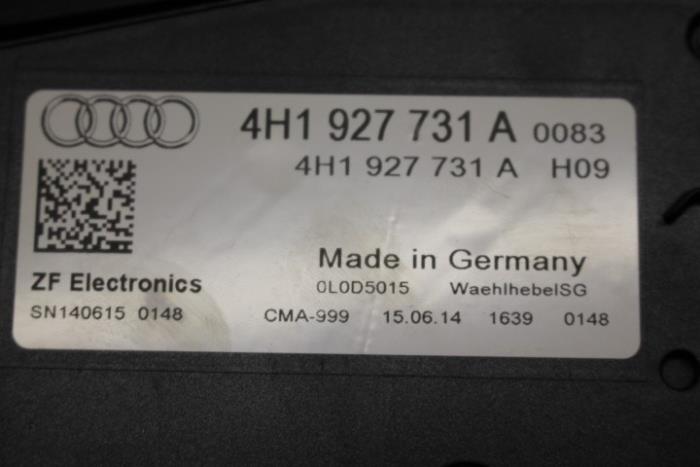 4H1 927 731 A 0083
4H1 927 731 A H09
Made in Germany
ZF Electronics 0L0D5015 WaehlhebelSG
SN140615 0148 CMA-999 15.06.14 1639 0148